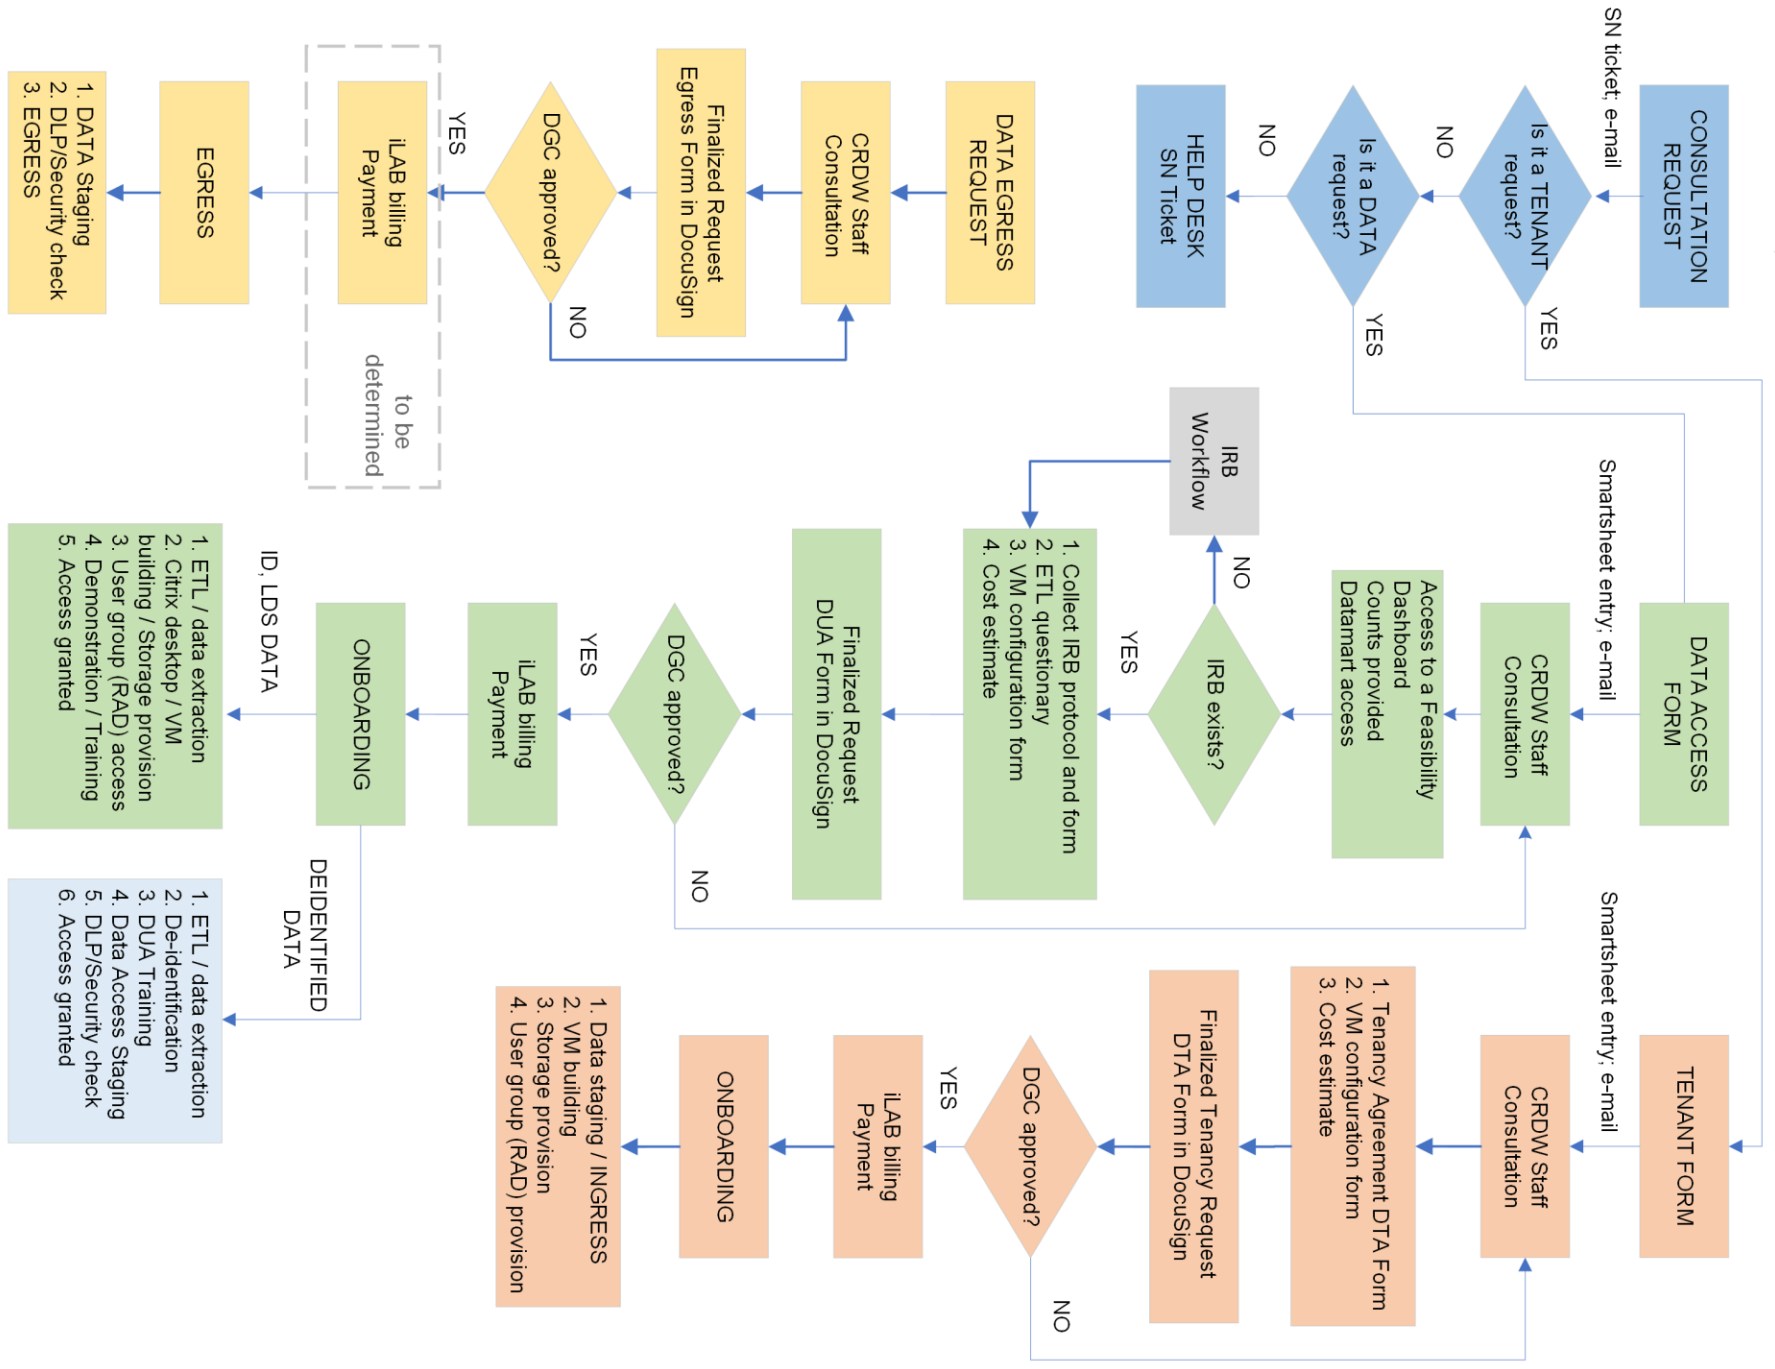 CONSULTATION
REQUEST
SN ticket; e-mail
Is it a TENANT
request?
NO
YES
Is it a DATA
request?
NO
YES
HELP DESK
SN Ticket
DATA EGRESS
REQUEST
CRDW Staff
Consultation
Finalized Request
Egress Form in DocuSign
DGC approved?
NO
YES
iLAB billing
Payment
to be
determined
EGRESS
1. DATA Staging
2. DLP/Security check
3. EGRESS
DATA ACCESS
FORM
Smartsheet entry; e-mail
CRDW Staff
Consultation
Access to a Feasibility
Dashboard
Counts provided
Datamart access
IRB exists?
NO
IRB
Workflow
YES
1. Collect IRB protocol and form
2. ETL questionary
3. VM configuration form
4. Cost estimate
Finalized Request
DUA Form in DocuSign
DGC approved?
NO
YES
iLAB billing
Payment
ONBOARDING
ID, LDS DATA
1. ETL / data extraction
2. Citrix desktop / VM
building / Storage provision
3. User group (RAD) access
4. Demonstration / Training
5. Access granted
DEIDENTIFIED
DATA
1. ETL / data extraction
2. De-identification
3. DUA Training
4. Data Access Staging
5. DLP/Security check
6. Access granted
TENANT FORM
Smartsheet entry; e-mail
CRDW Staff
Consultation
1. Tenancy Agreement DTA Form
2. VM configuration form
3. Cost estimate
Finalized Tenancy Request
DTA Form in DocuSign
DGC approved?
NO
YES
iLAB billing
Payment
ONBOARDING
1. Data staging / INGRESS
2. VM building
3. Storage provision
4. User group (RAD) provision